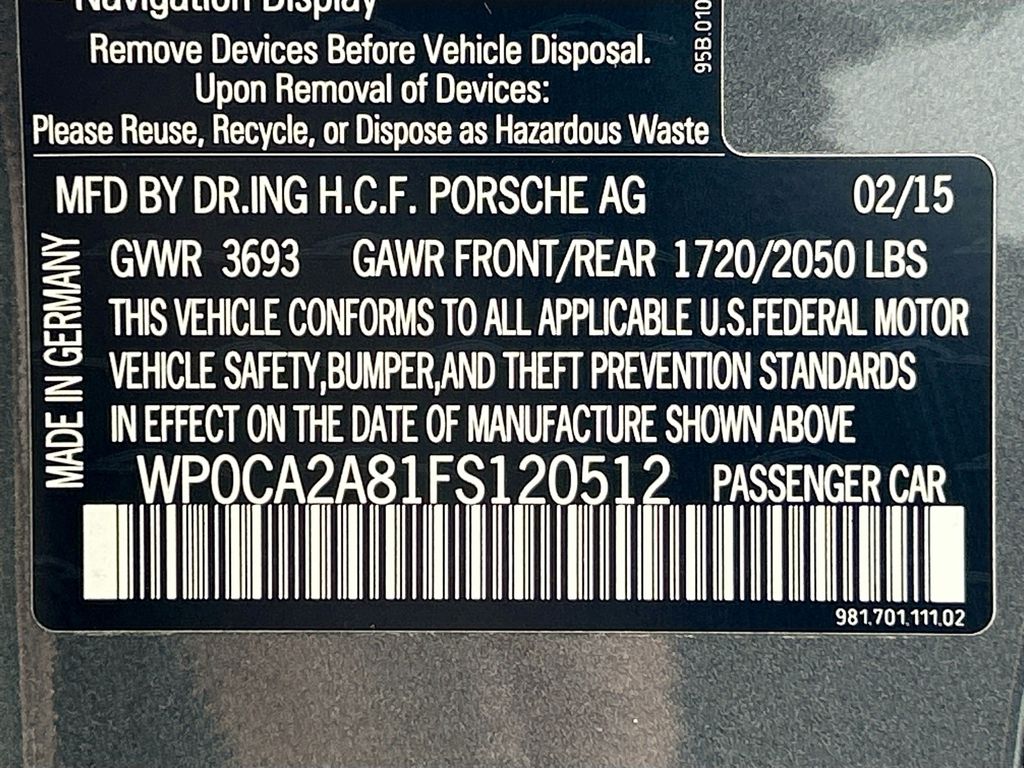 Navigation Display
Remove Devices Before Vehicle Disposal.
Upon Removal of Devices:
Please Reuse, Recycle, or Dispose as Hazardous Waste
95B.010
MFD BY DR.ING H.C.F. PORSCHE AG 02/15
GVWR 3693 GAWR FRONT/REAR 1720/2050 LBS
THIS VEHICLE CONFORMS TO ALL APPLICABLE U.S.FEDERAL MOTOR
VEHICLE SAFETY,BUMPER,AND THEFT PREVENTION STANDARDS
IN EFFECT ON THE DATE OF MANUFACTURE SHOWN ABOVE
MADE IN GERMANY
WP0CA2A81FS120512 PASSENGER CAR
981.701.111.02